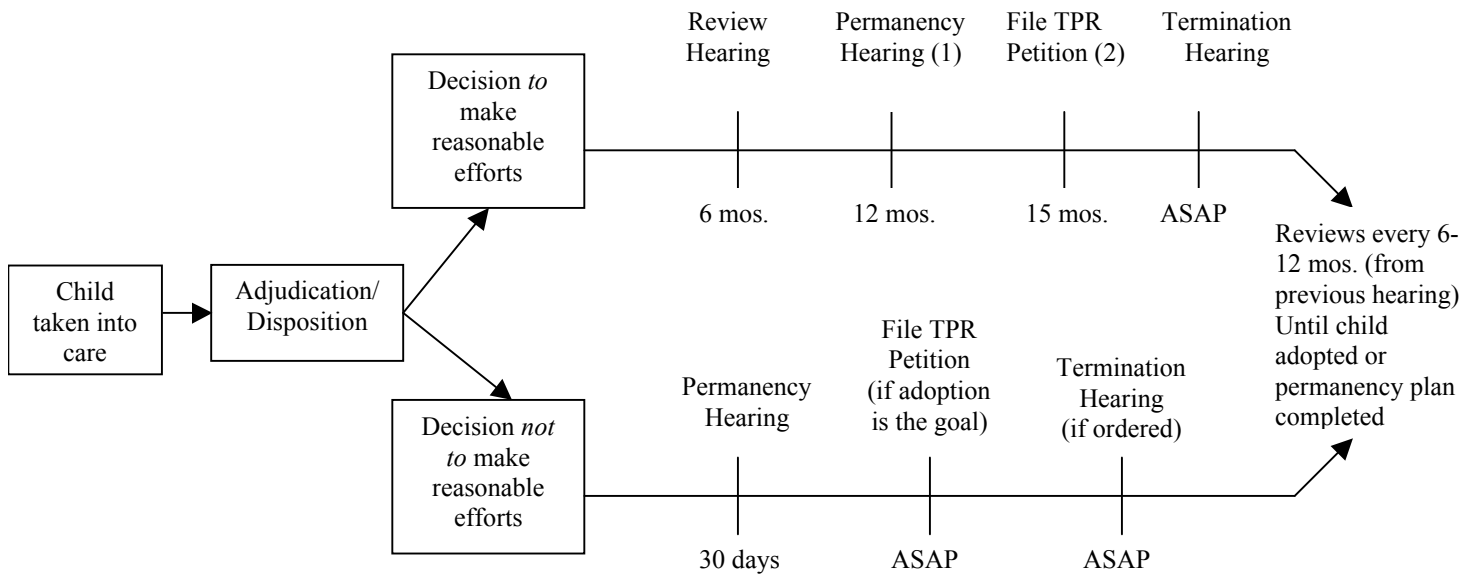 Review
Hearing
Permanency
Hearing (1)
File TPR
Petition (2)
Termination
Hearing
Decision to
make
reasonable
efforts
6 mos.
12 mos.
15 mos.
ASAP
Child
taken into
care
Adjudication/
Disposition
Reviews every 6-
12 mos. (from
previous hearing)
Until child
adopted or
permanency plan
completed
Decision not
to make
reasonable
efforts
Permanency
Hearing
File TPR
Petition
(if adoption
is the goal)
Termination
Hearing
(if ordered)
30 days
ASAP
ASAP